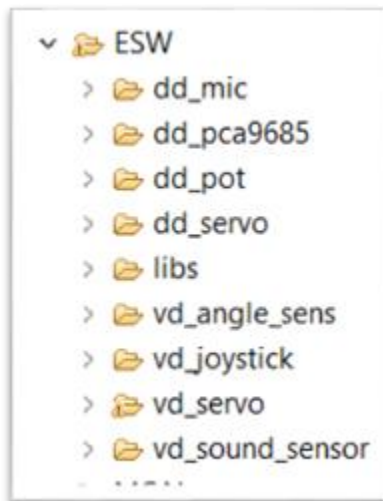 ESW
dd_mic
dd_pca9685
dd_pot
dd_servo
libs
vd_angle_sens
vd_joystick
vd_servo
vd_sound_sensor